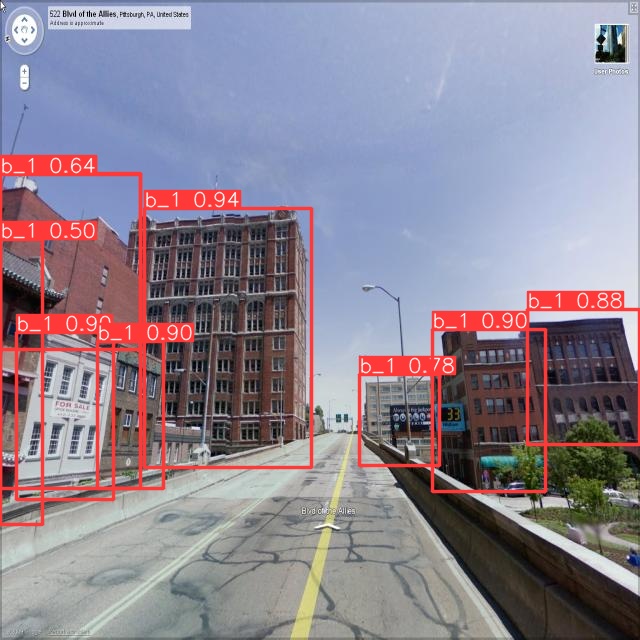 522 Blvd of the Allies, Pittsburgh, PA, United States
Address is approximate
User Photos
b_1 0.64
b_1 0.94
b_1 0.50
b_1 0.90
b_1 0.90
b_1 0.78
b_1 0.90
b_1 0.88
FOR SALE
33
Blvd of the Allies